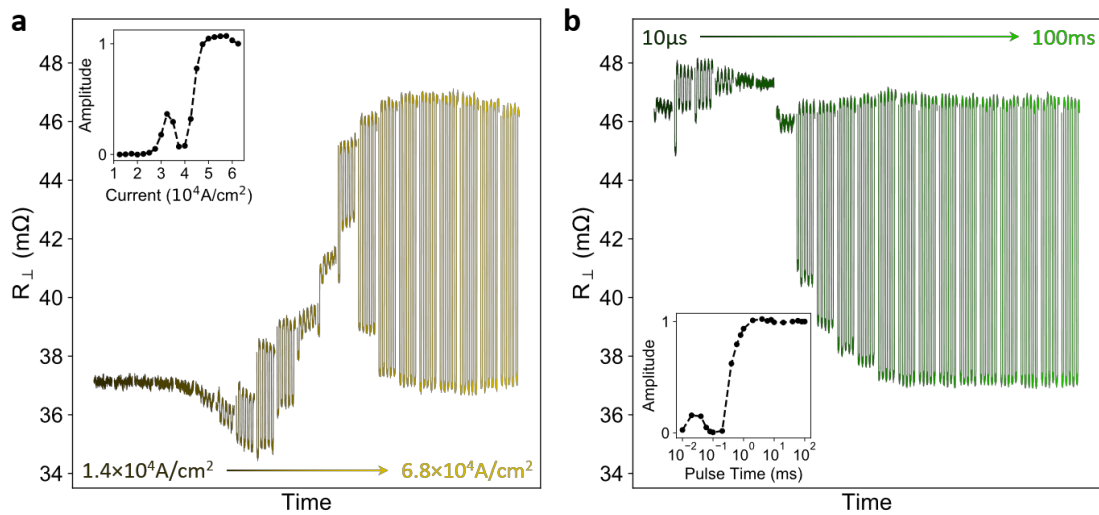 a
48
46
44
42
40
38
36
34
R⊥ (mΩ)
Time
1.4×10⁴A/cm² 6.8×10⁴A/cm²
1
0
Amplitude
1 2 3 4 5 6
Current (10⁴A/cm²)
b
10μs 100ms
48
46
44
42
40
38
36
34
R⊥ (mΩ)
Time
1
0
Amplitude
10⁻² 10⁻¹ 10⁰ 10¹ 10²
Pulse Time (ms)